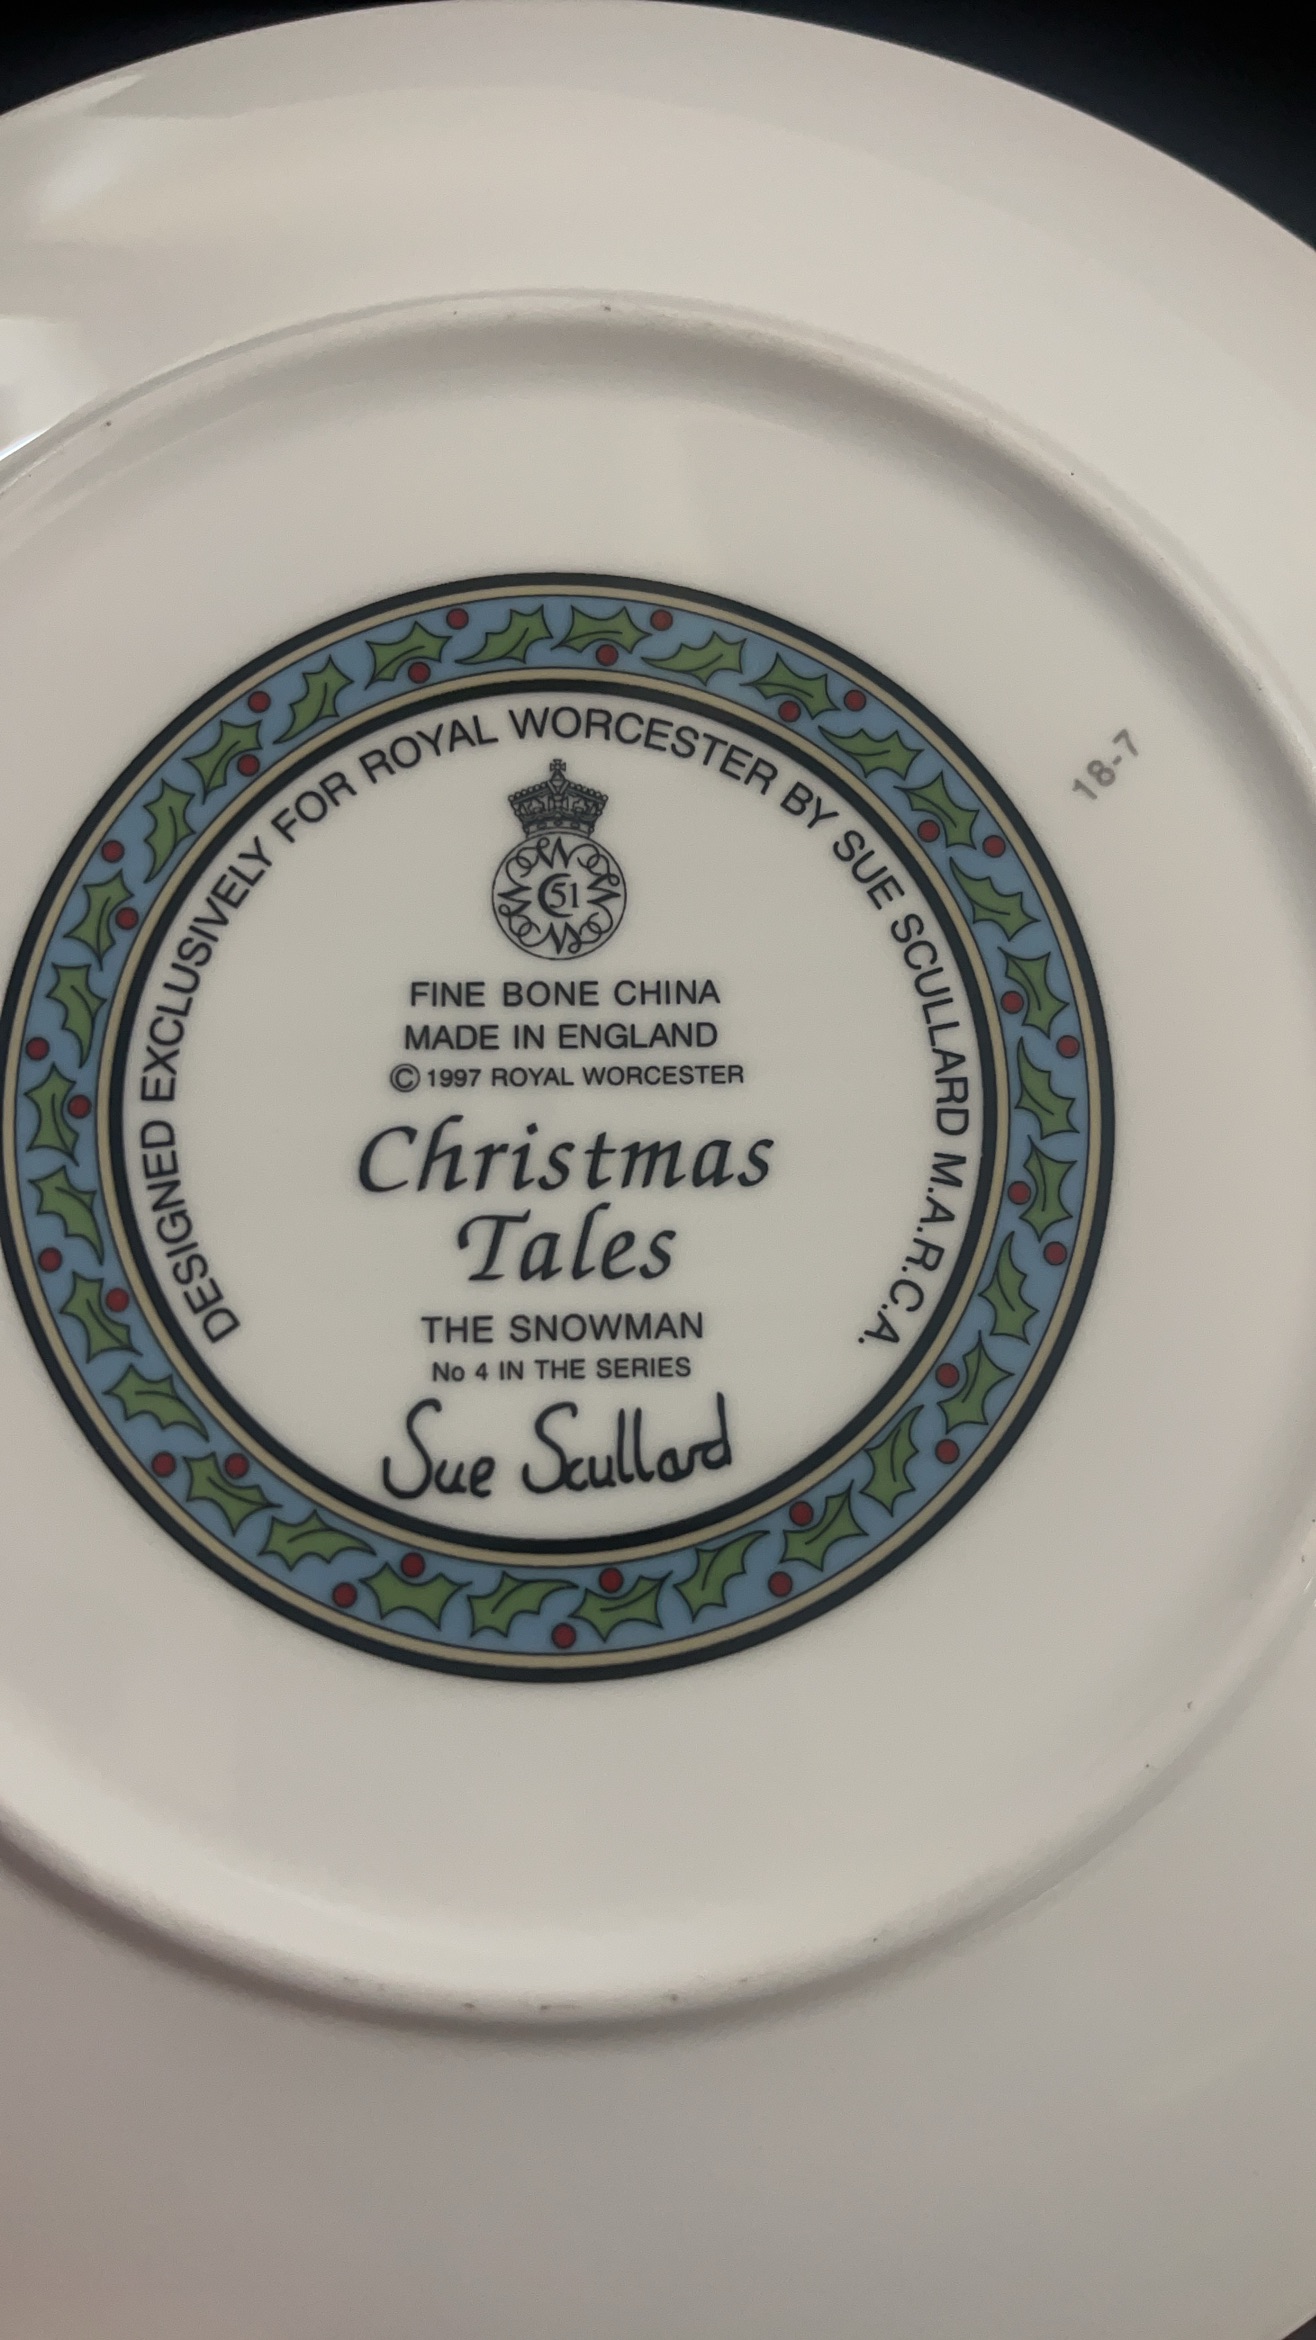 DESIGNED EXCLUSIVELY FOR ROYAL WORCESTER BY SUE SCULLARD M.A.R.C.A.
51
FINE BONE CHINA
MADE IN ENGLAND
© 1997 ROYAL WORCESTER
Christmas
Tales
THE SNOWMAN
No 4 IN THE SERIES
Sue Scullard
18-7